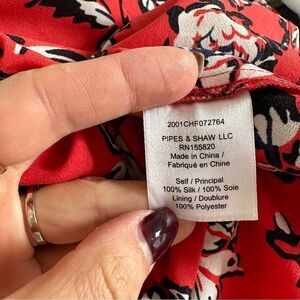 2001CHF072764
PIPES & SHAW LLC
RN155820
Made in China /
Fabriqué en Chine
Self / Principal
100% Silk / 100% Soie
Lining / Doublure
100% Polyester